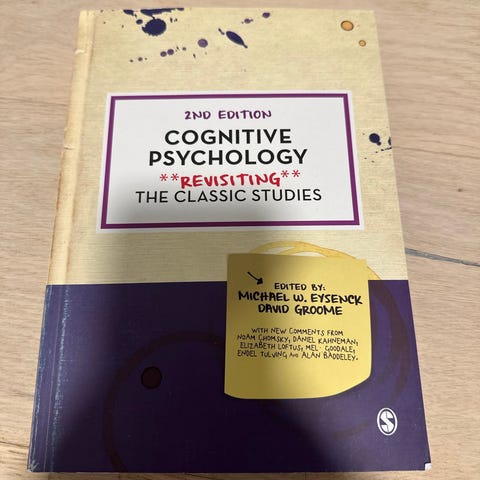 2ND EDITION
COGNITIVE
PSYCHOLOGY
**REVISITING**
THE CLASSIC STUDIES
EDITED BY:
MICHAEL W. EYSENCK
DAVID GROOME
WITH NEW COMMENTS FROM
NOAM CHOMSKY, DANIEL KAHNEMAN,
ELIZABETH LOFTUS, MEL GOODALE,
ENDEL TULVING AND ALAN BADDELEY.
S